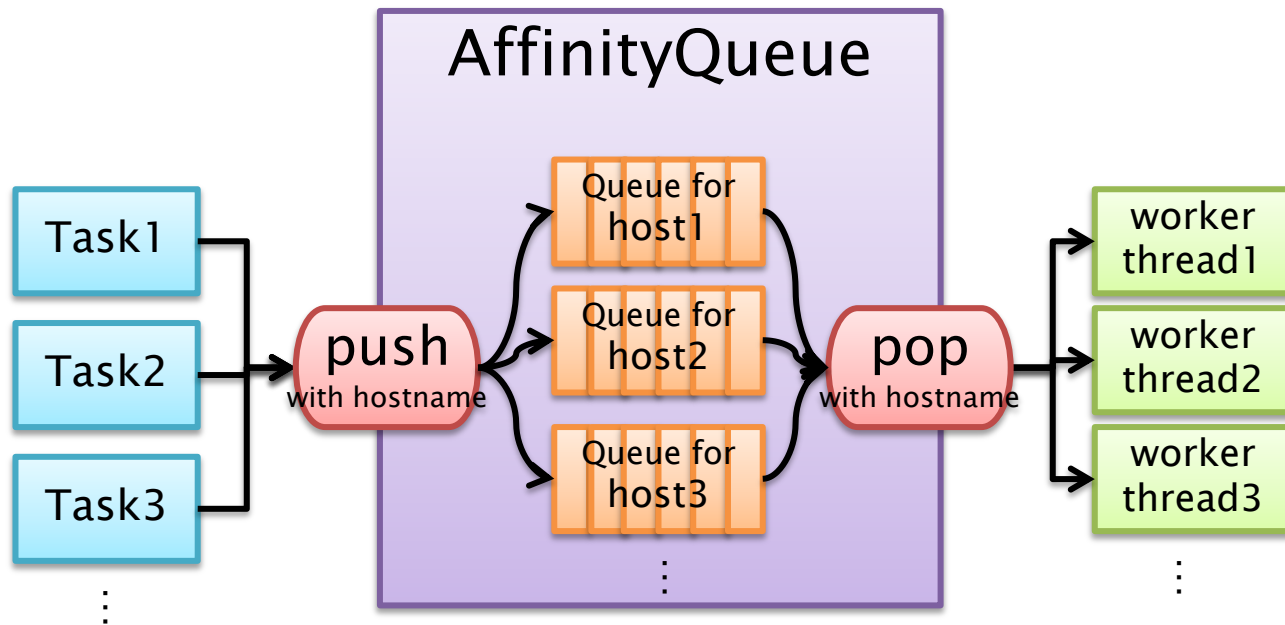 AffinityQueue
Task1
Task2
Task3
⋮
push
with hostname
Queue for
host1
Queue for
host2
Queue for
host3
⋮
pop
with hostname
worker
thread1
worker
thread2
worker
thread3
⋮